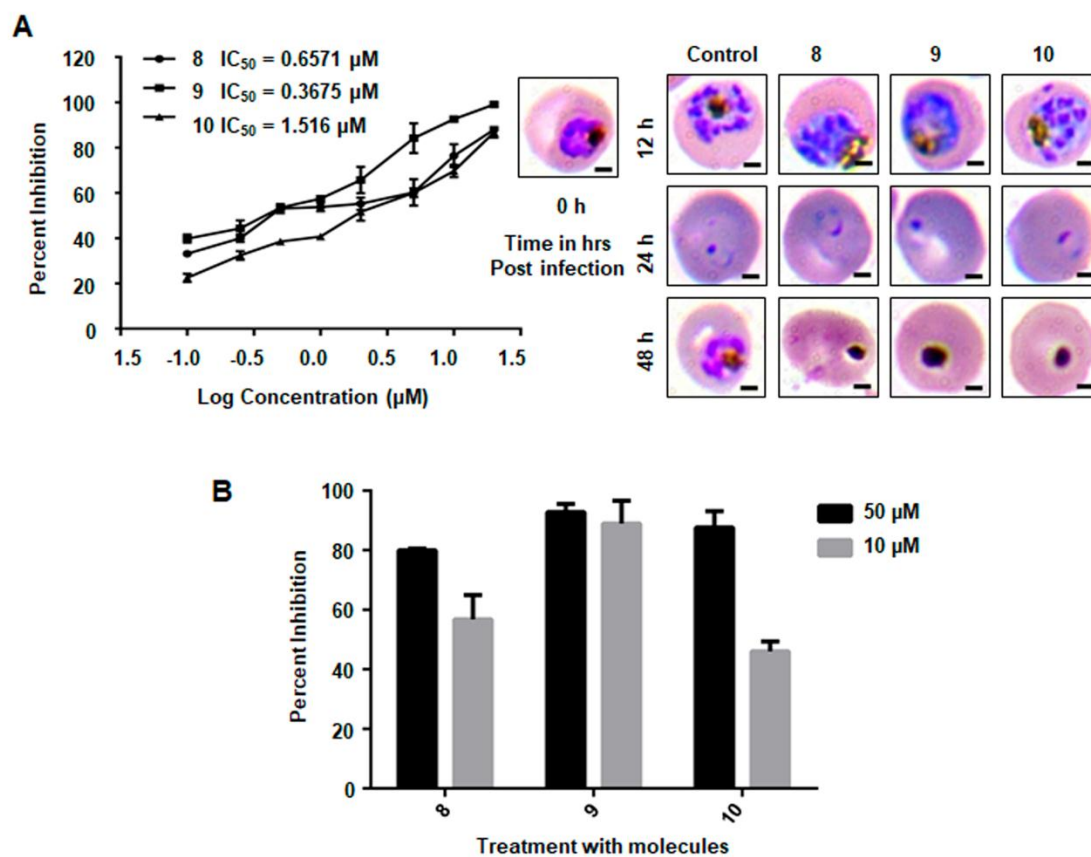 A
8 IC50 = 0.6571 µM
9 IC50 = 0.3675 µM
10 IC50 = 1.516 µM
Percent Inhibition
120
100
80
60
40
20
0
1.5 -1.0 -0.5 0.0 0.5 1.0 1.5
Log Concentration (µM)
0 h
Time in hrs
Post infection
Control 8 9 10
12 h
24 h
48 h
B
Percent Inhibition
100
80
60
40
20
0
8 9 10
Treatment with molecules
50 µM
10 µM